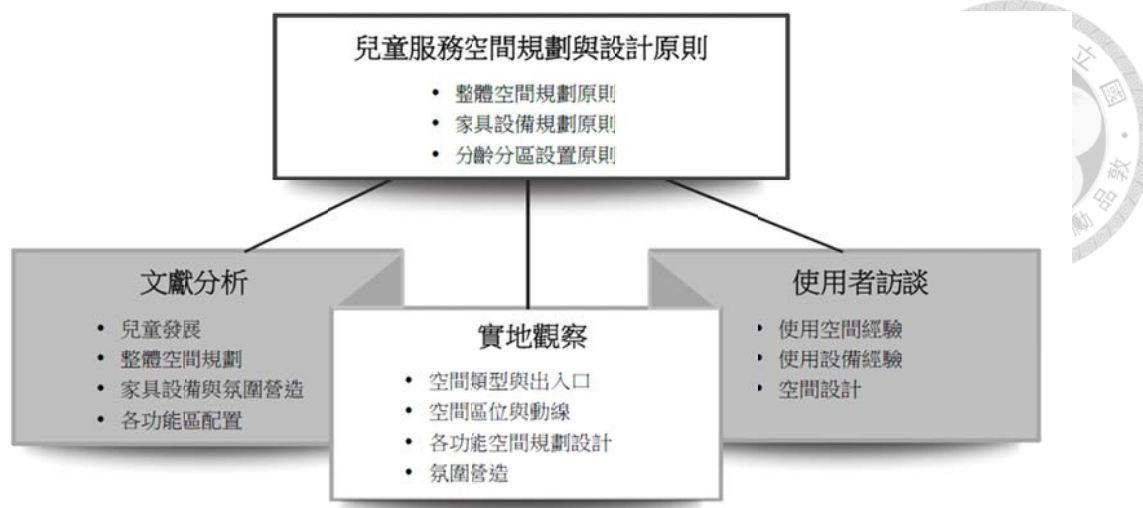 兒童服務空間規劃與設計原則
• 整體空間規劃原則
• 家具設備規劃原則
• 分齡分區設置原則
文獻分析
• 兒童發展
• 整體空間規劃
• 家具設備與氛圍營造
• 各功能區配置
實地觀察
• 空間類型與出入口
• 空間區位與動線
• 各功能空間規劃設計
• 氛圍營造
使用者訪談
• 使用空間經驗
• 使用設備經驗
• 空間設計
立國
敦品勵